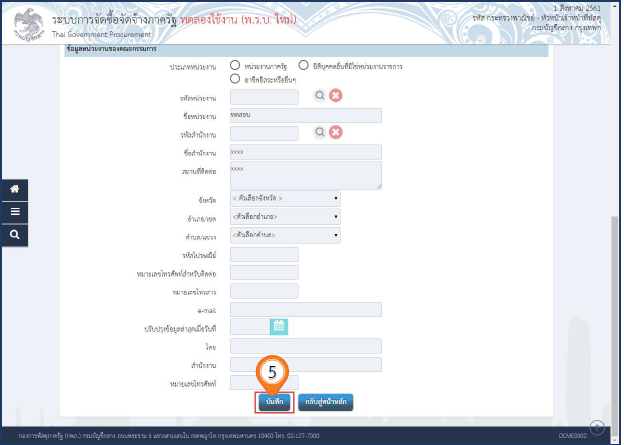 ระบบการจัดซื้อจัดจ้างภาครัฐ ทดลองใช้งาน (พ.ร.บ. ใหม่)
Thai Government Procurement
1 สิงหาคม 2561
รหัส กระทรวงพาณิชย์ - หัวหน้าเจ้าหน้าที่พัสดุ
กรมบัญชีกลาง กรุงเทพฯ
ข้อมูลหน่วยงานของคณะกรรมการ
ประเภทหน่วยงาน หน่วยงานภาครัฐ นิติบุคคลอื่นที่มิใช่หน่วยงานราชการ
อาชีพอิสระหรืออื่นๆ
รหัสหน่วยงาน
ชื่อหน่วยงาน ทดสอบ
รหัสสำนักงาน
ชื่อสำนักงาน xxxx
สถานที่ติดต่อ xxxx
จังหวัด < ตัวเลือกจังหวัด >
อำเภอ/เขต <ตัวเลือกอำเภอ>
ตำบล/แขวง <ตัวเลือกตำบล>
รหัสไปรษณีย์
หมายเลขโทรศัพท์สำหรับติดต่อ
หมายเลขโทรสาร
e-mail
ปรับปรุงข้อมูลล่าสุดเมื่อวันที่
โดย
สำนักงาน
หมายเลขโทรศัพท์
5
บันทึก กลับสู่หน้าหลัก
กองการพัสดุภาครัฐ (กพภ.) กรมบัญชีกลาง ถนนพระราม 6 แขวงสามเสนใน เขตพญาไท กรุงเทพมหานคร 10400 โทร. 02-127-7000 DCME0002